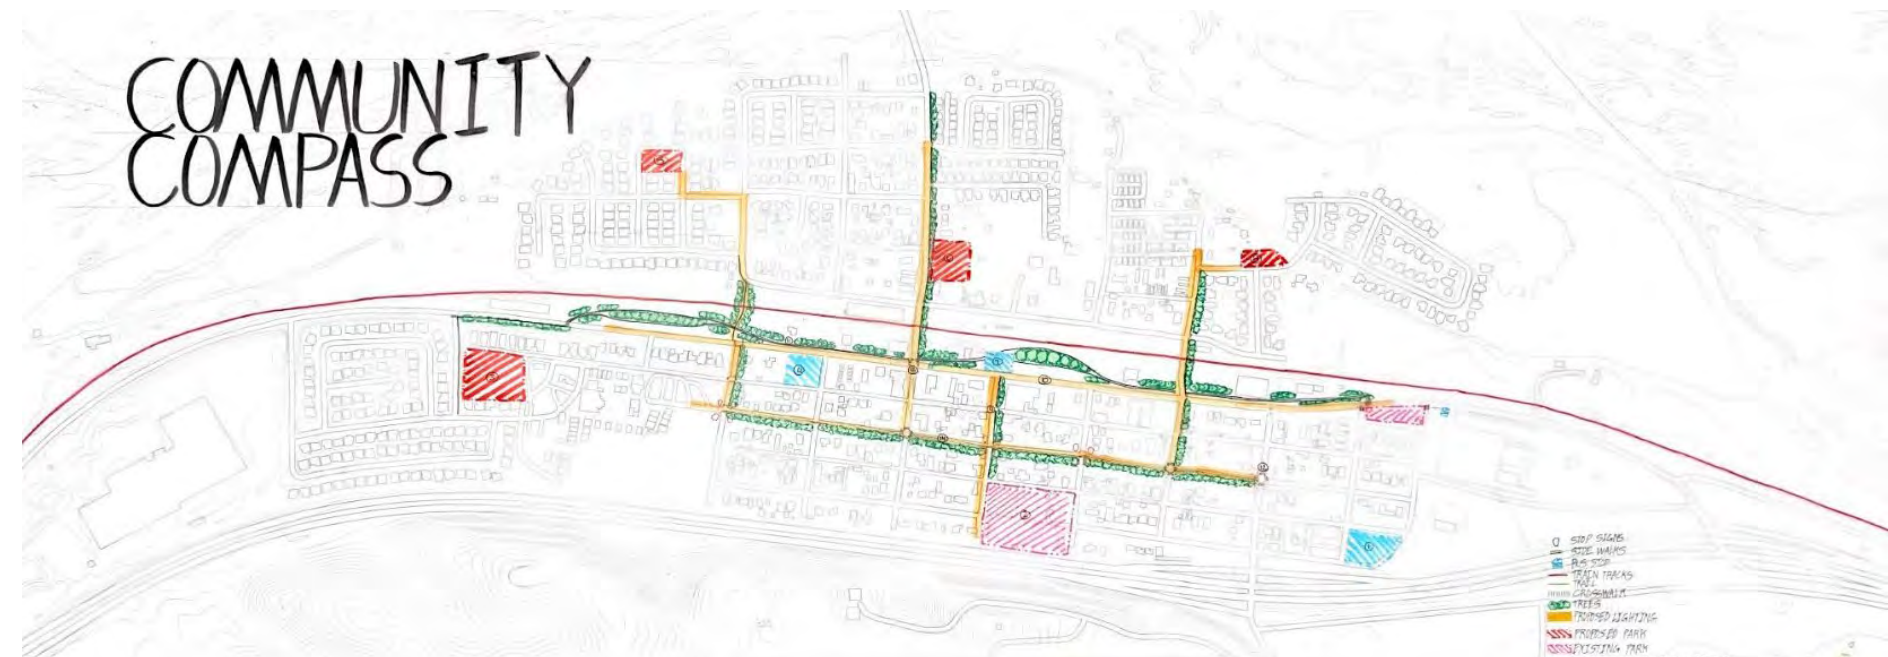 COMMUNITY
COMPASS
STOP SIGNS
SIDE WALKS
BUS STOP
TRAIN TRACKS
TRAIL
CROSSWALK
TREES
PROPOSED LIGHTING
PROPOSED PARK
EXISTING PARK